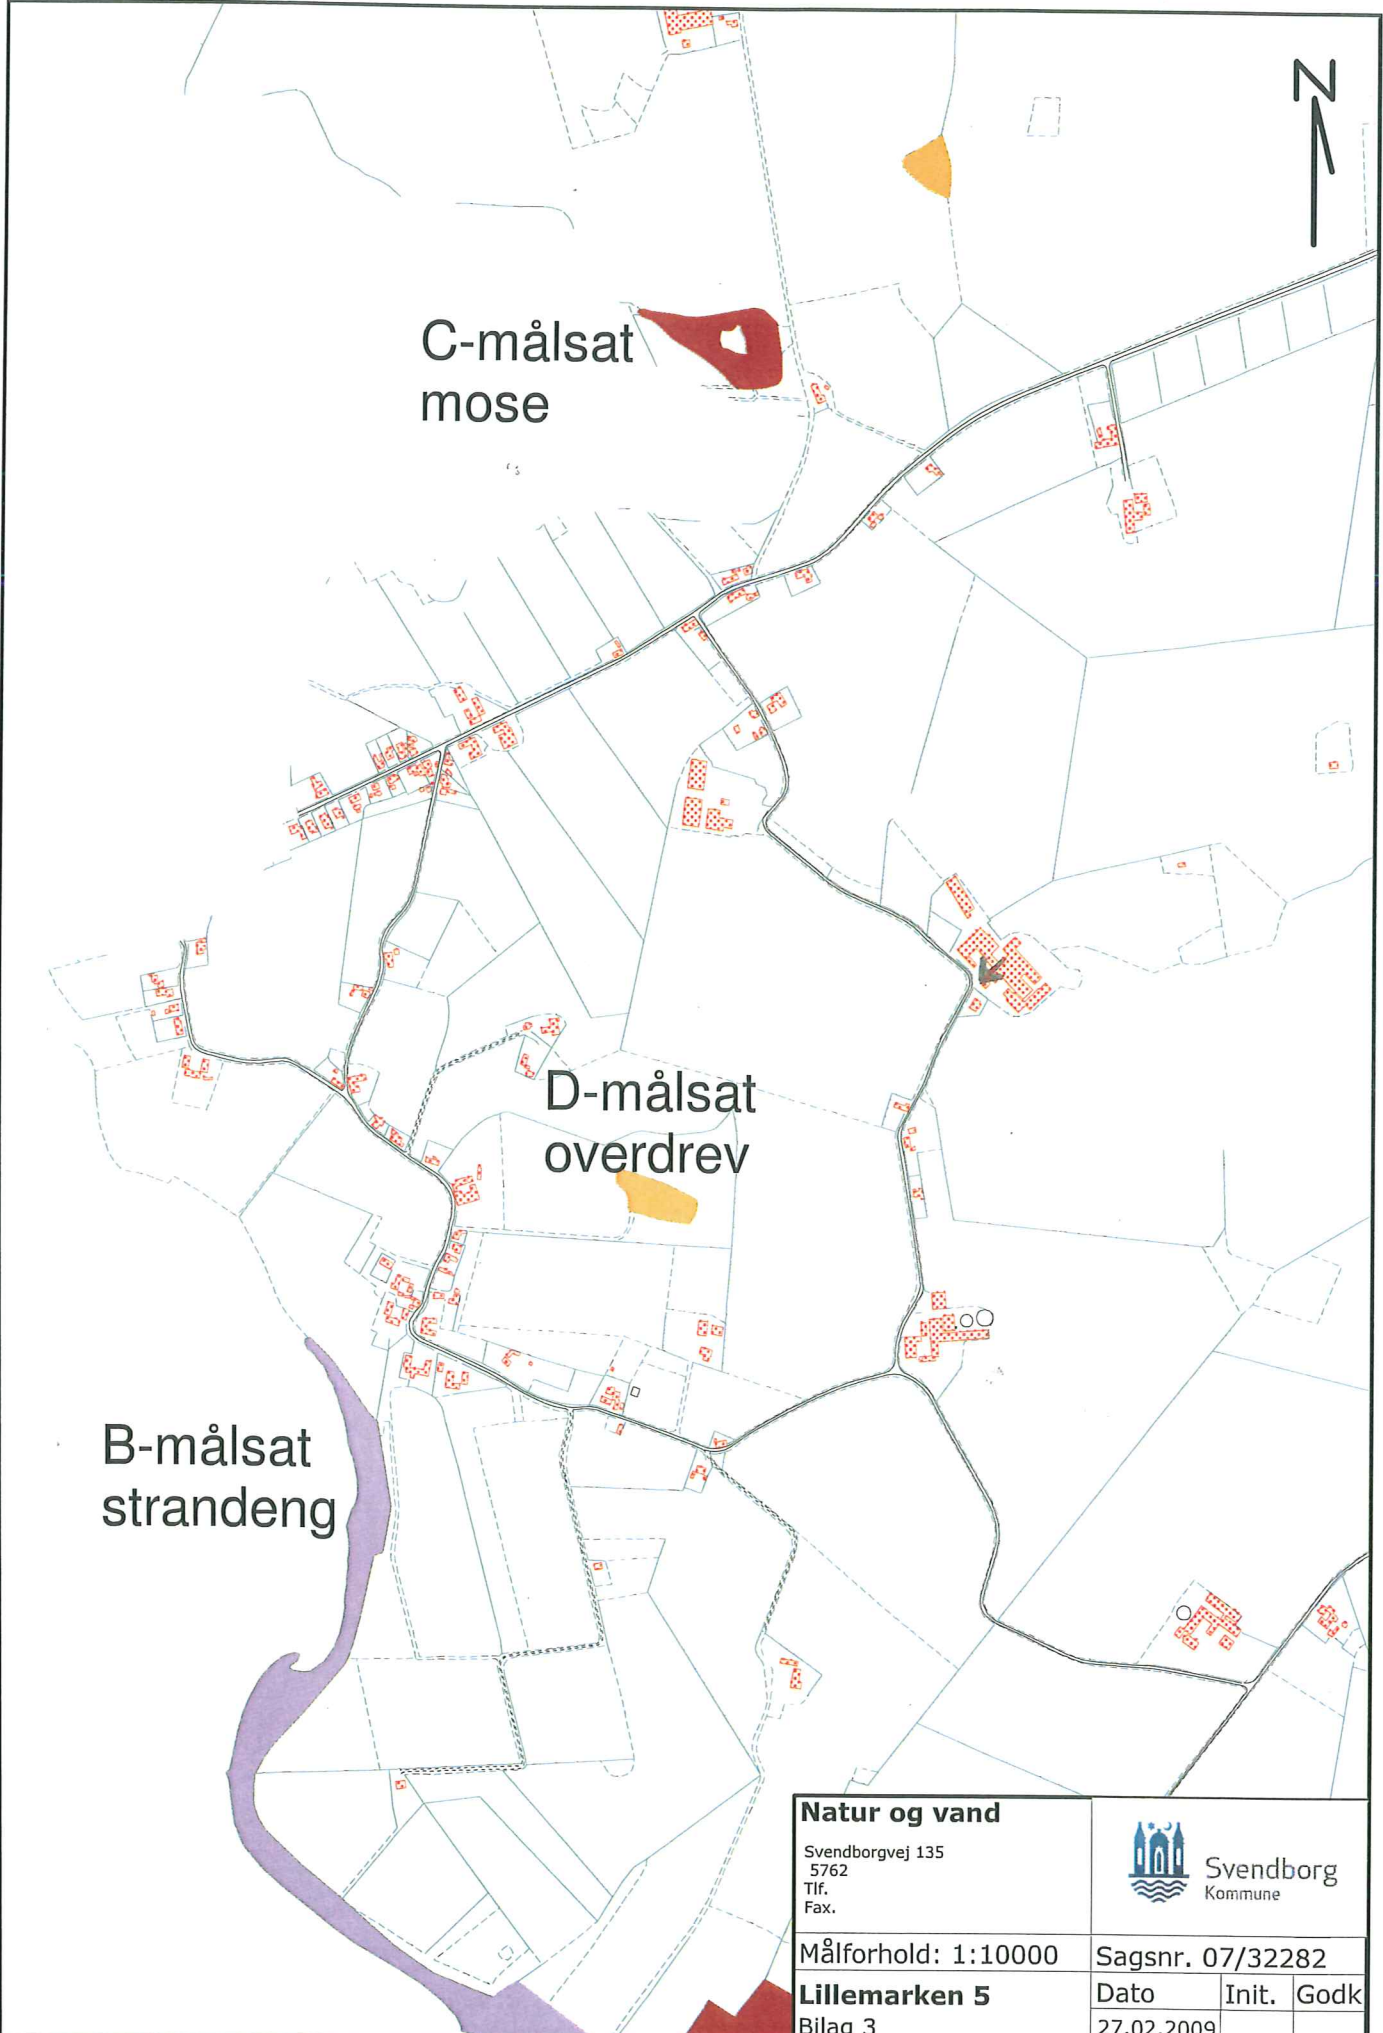 N
C-målsat
mose
D-målsat
overdrev
B-målsat
strandeng
Natur og vand
Svendborgvej 135
5762
Tlf.
Fax.
Svendborg
Kommune
Målforhold: 1:10000
Sagsnr. 07/32282
Lillemarken 5
Dato
Init.
Godk
Bilag 3
27.02.2009